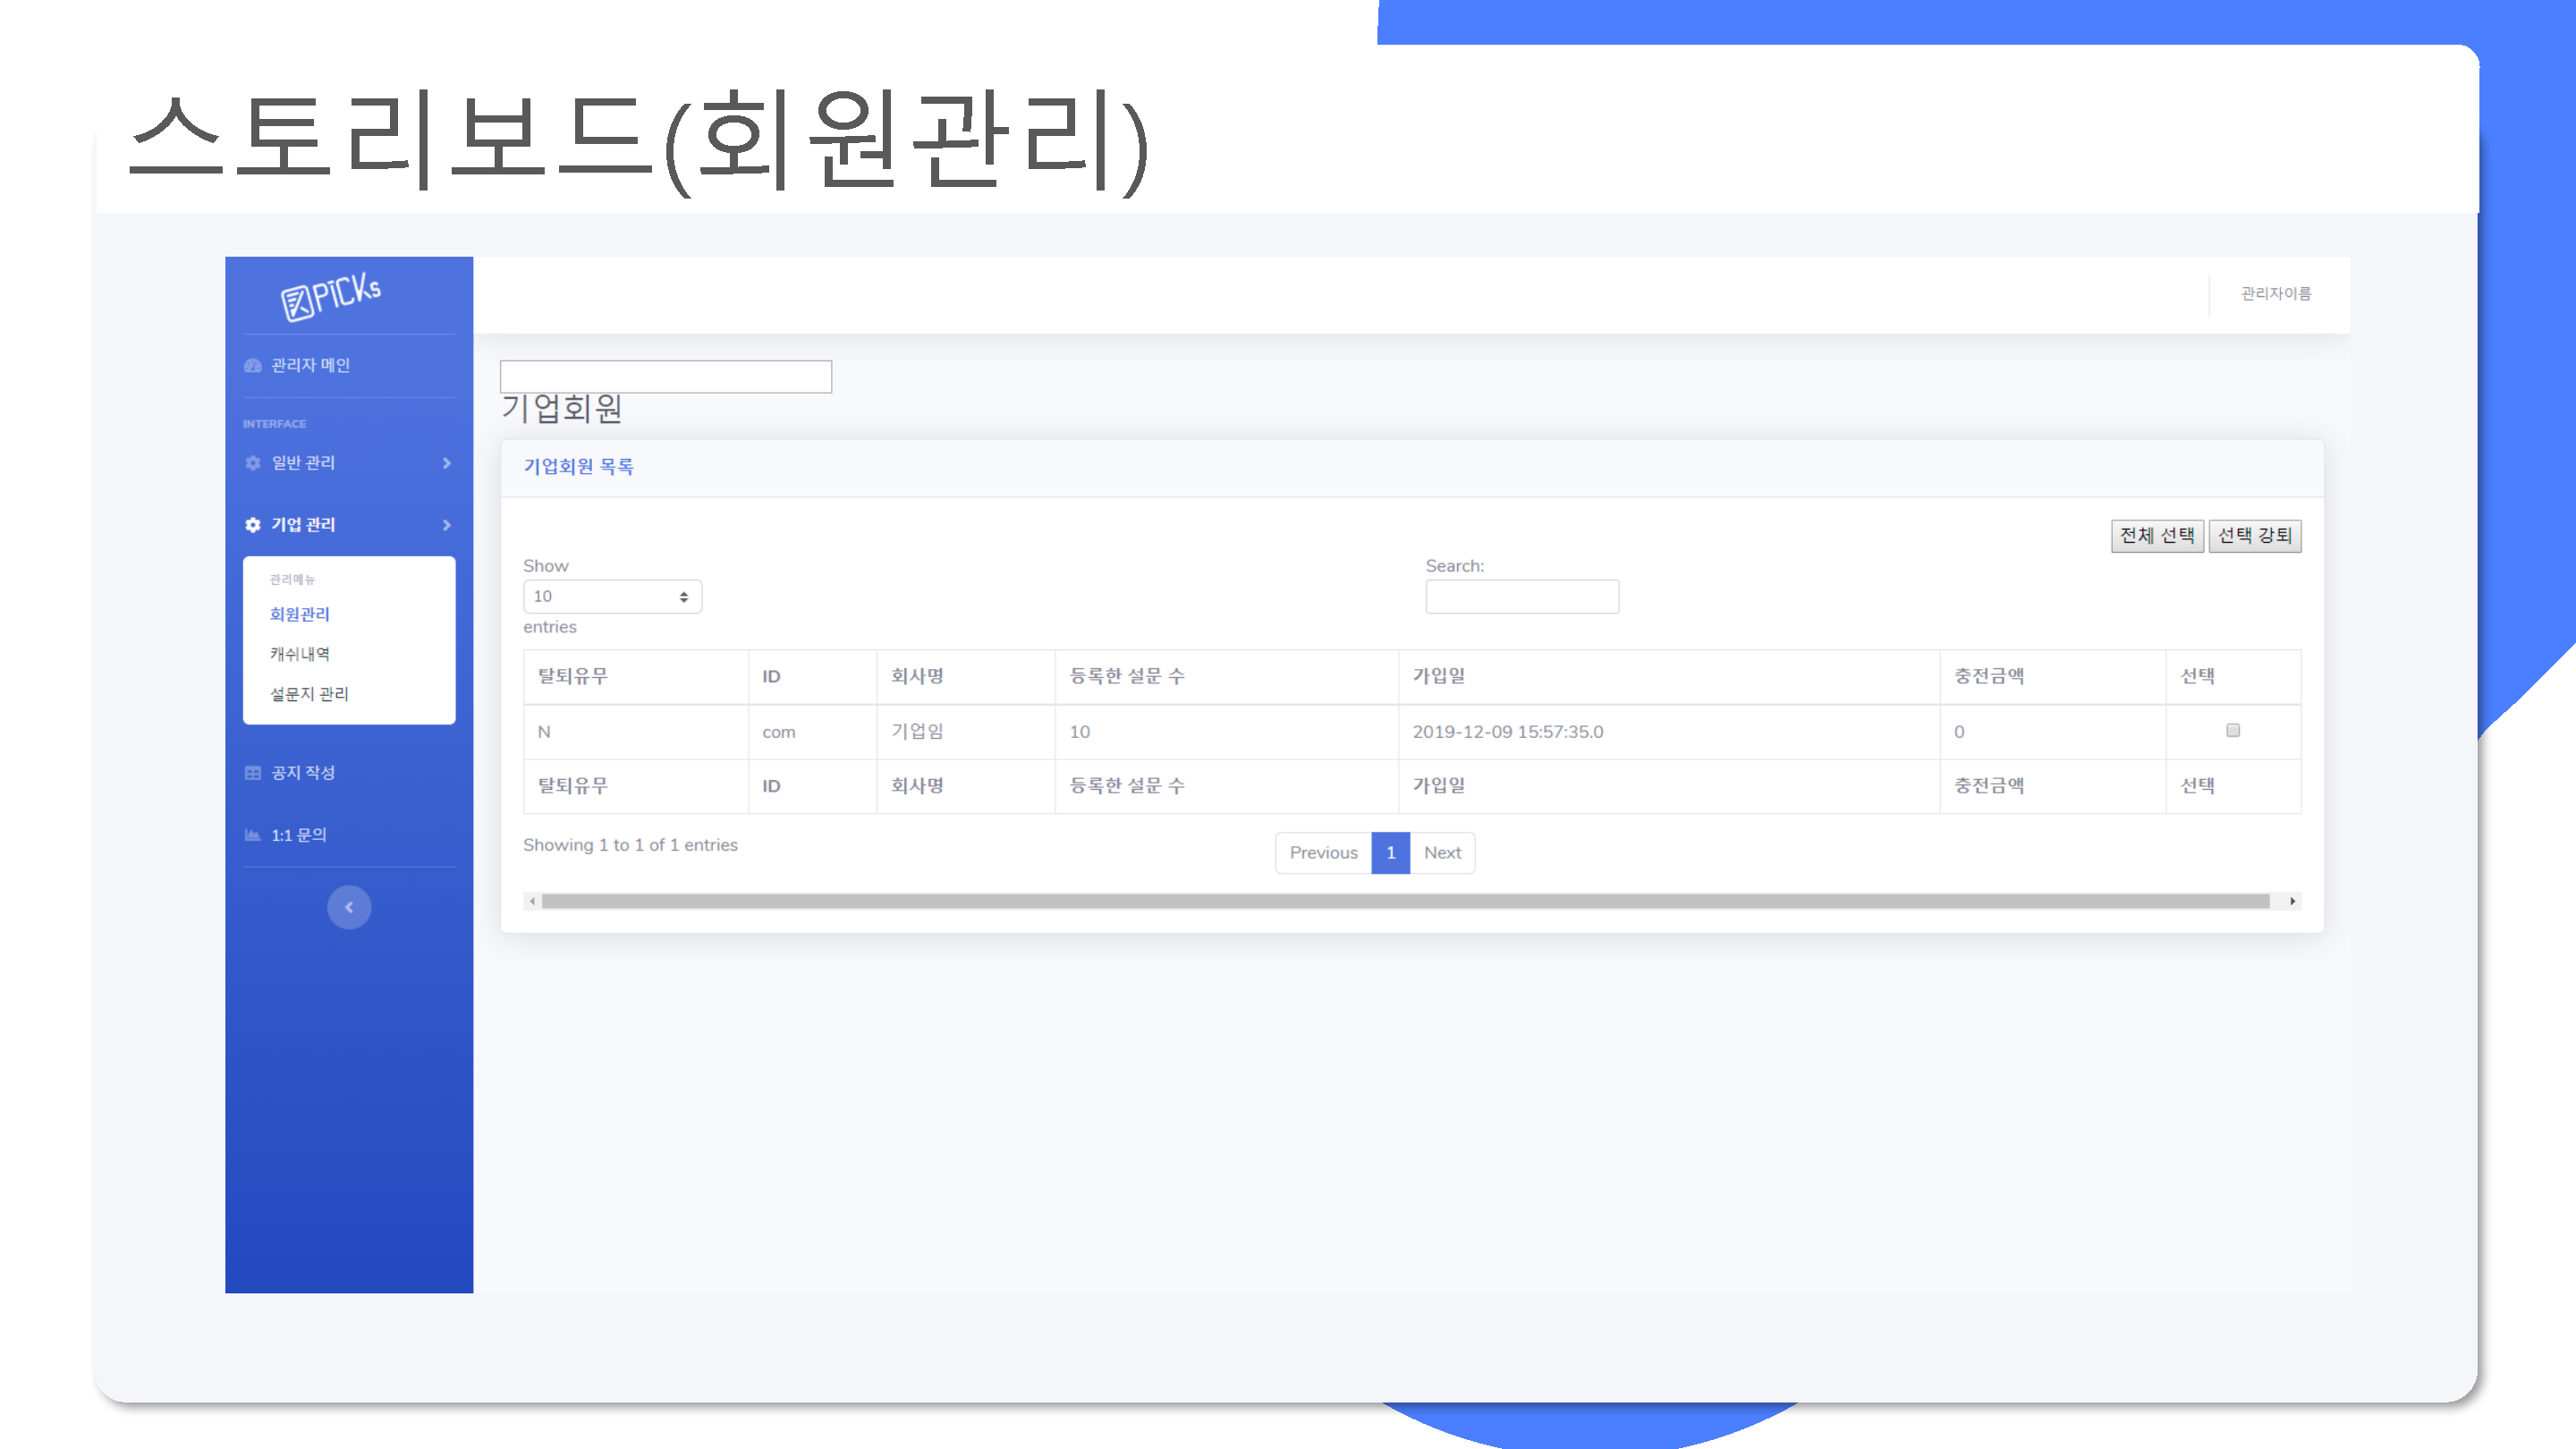 스토리보드(회원관리)
PiCKs
관리자이름
관리자 메인
INTERFACE
일반 관리
기업 관리
관리메뉴
회원관리
캐쉬내역
설문지 관리
공지 작성
1:1 문의
기업회원
기업회원 목록
전체 선택 선택 강퇴
Show
10
entries
Search:
탈퇴유무 ID 회사명 등록한 설문 수 가입일 충전금액 선택
N com 기업임 10 2019-12-09 15:57:35.0 0
탈퇴유무 ID 회사명 등록한 설문 수 가입일 충전금액 선택
Showing 1 to 1 of 1 entries
Previous 1 Next